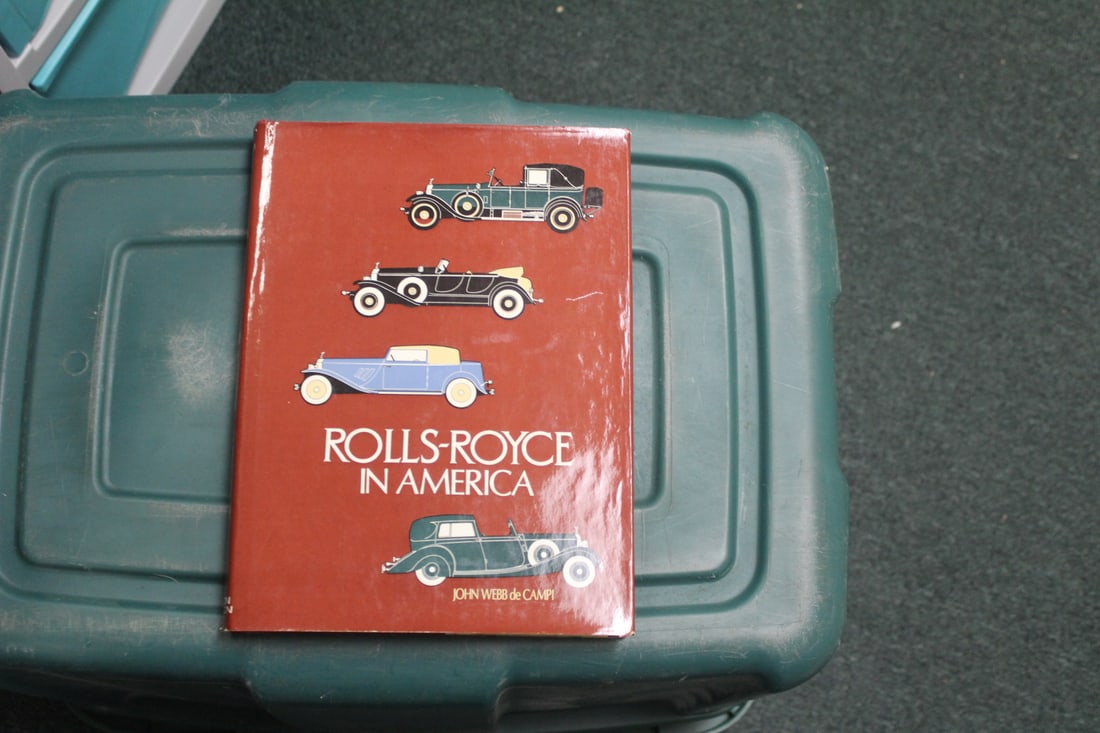 ROLLS-ROYCE
IN AMERICA
JOHN WEBB de CAMPI